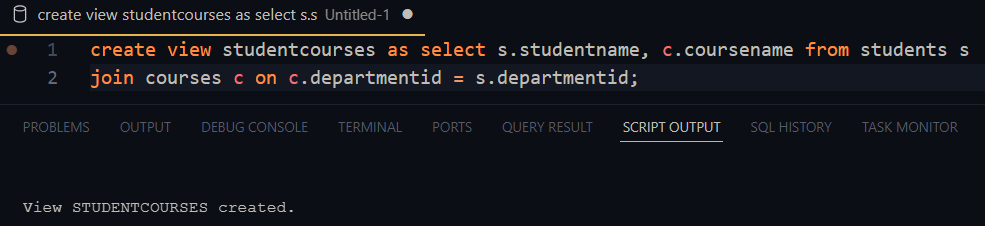 create view studentcourses as select s.s Untitled-1
1 create view studentcourses as select s.studentname, c.coursename from students s
2 join courses c on c.departmentid = s.departmentid;
PROBLEMS OUTPUT DEBUG CONSOLE TERMINAL PORTS QUERY RESULT SCRIPT OUTPUT SQL HISTORY TASK MONITOR
View STUDENTCOURSES created.